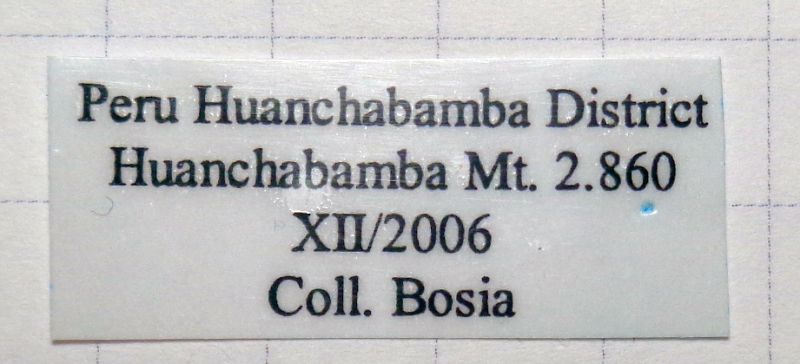 Peru Huanchabamba District
Huanchabamba Mt. 2.860
XII/2006
Coll. Bosia